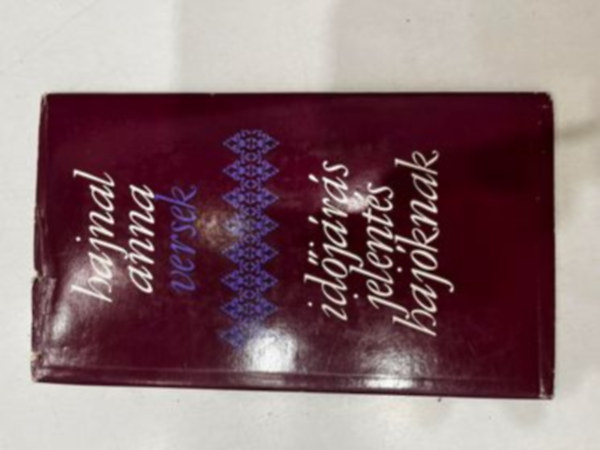 hajnal
anna
versek
időjárás
jelentés
hajóknak